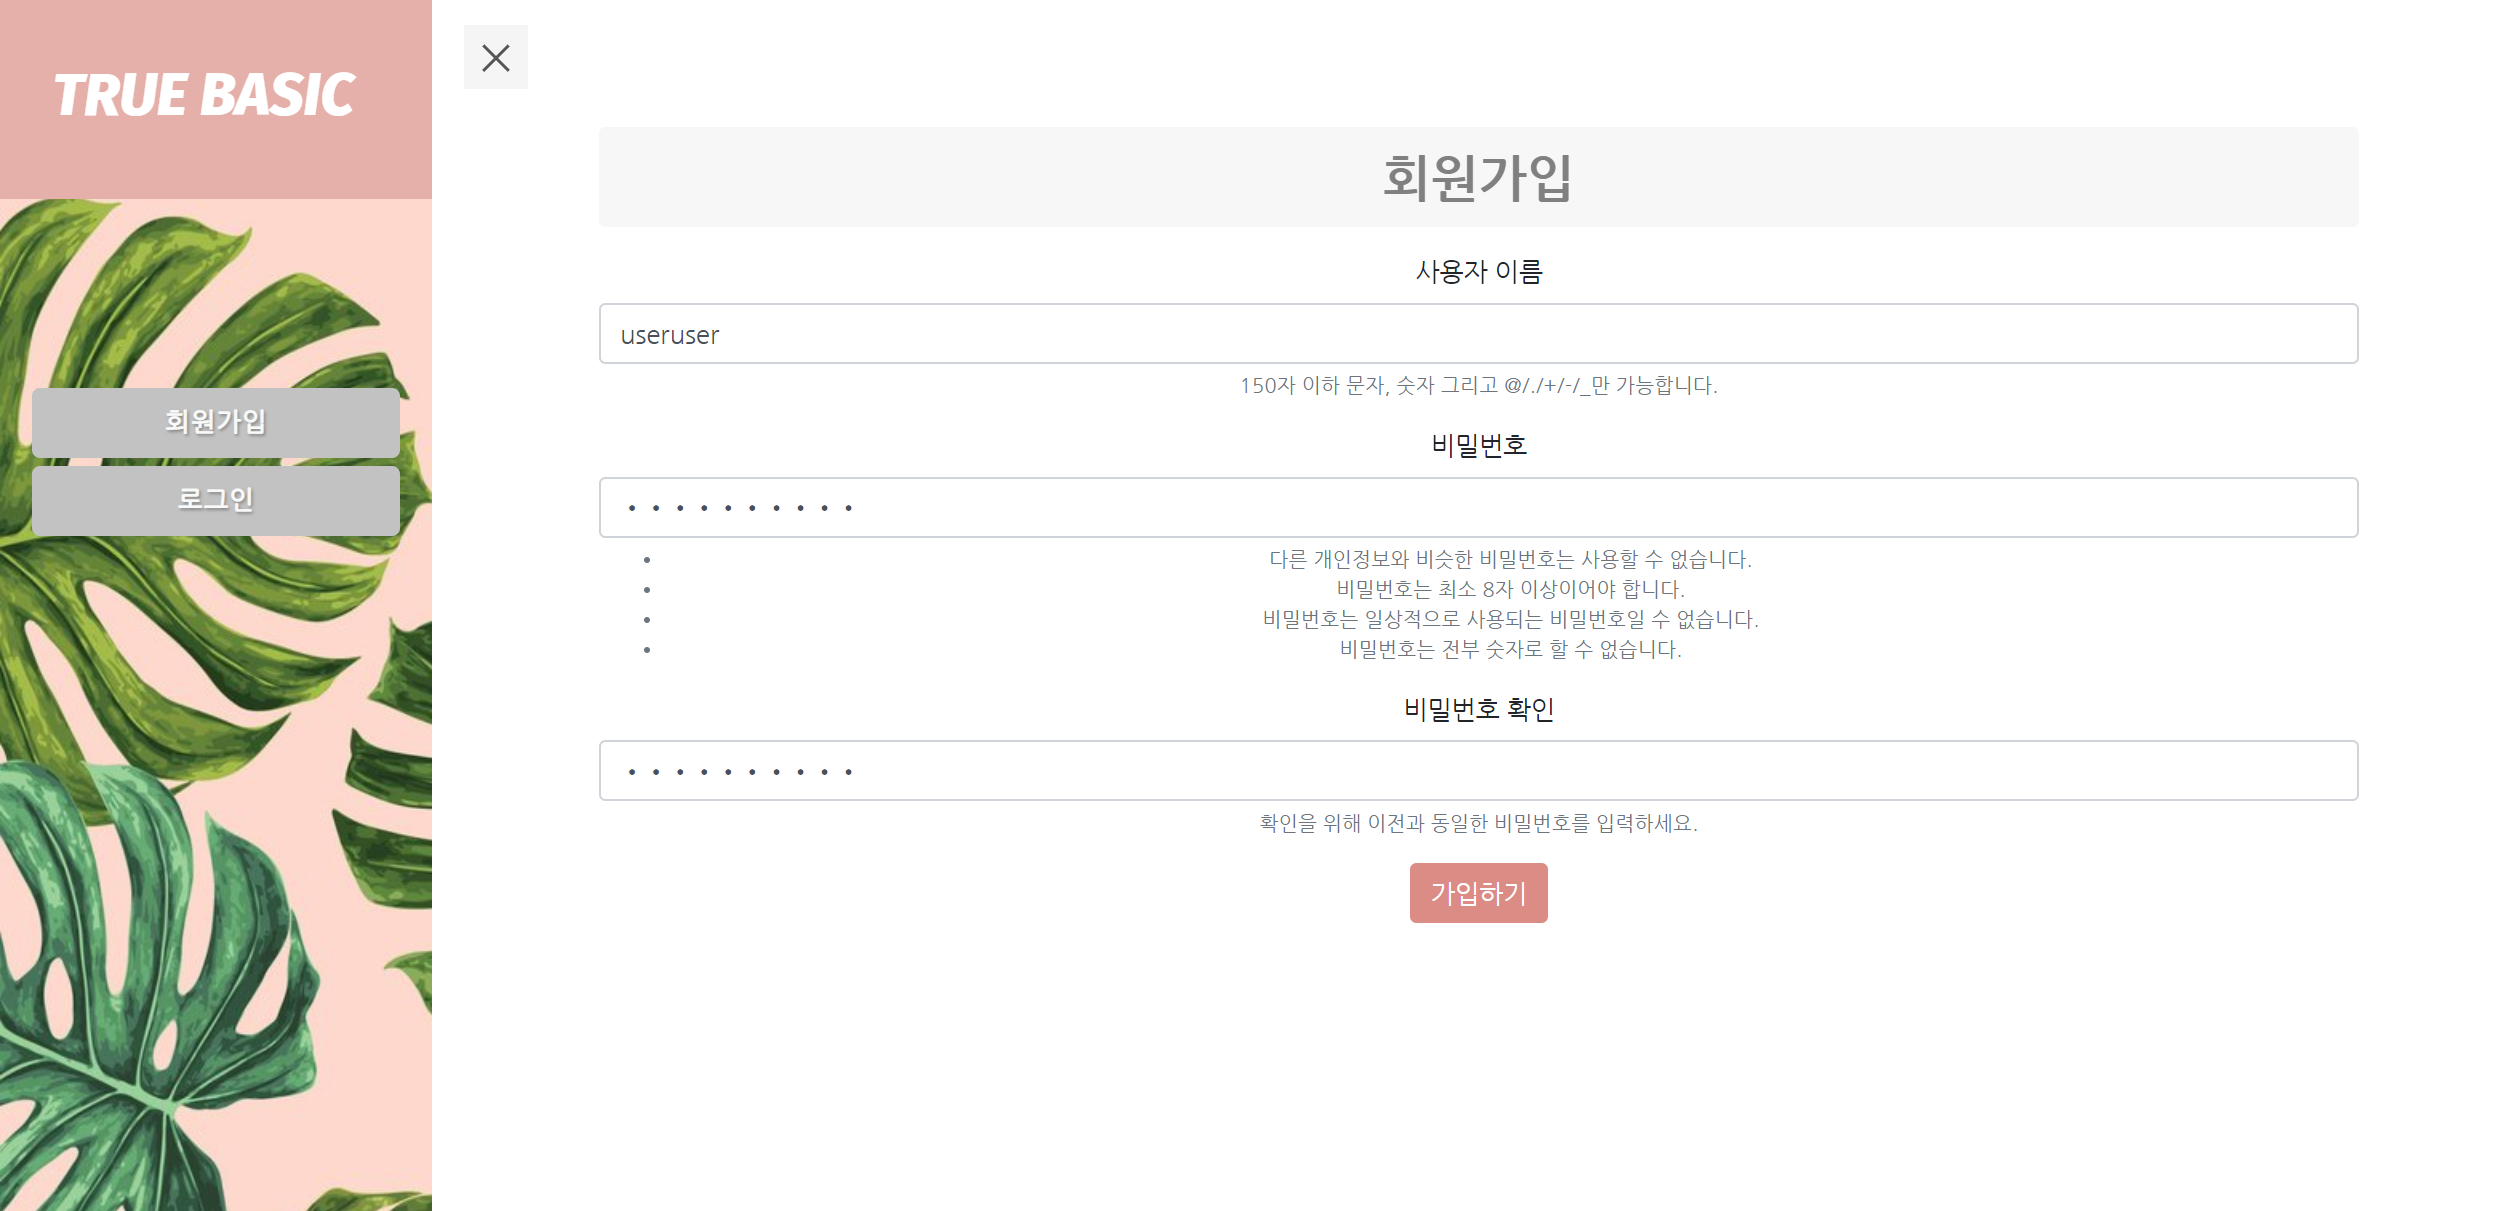 TRUE BASIC
회원가입
로그인
회원가입
사용자 이름
useruser
150자 이하 문자, 숫자 그리고 @/./+/-/_만 가능합니다.
비밀번호
••••••••••
• 다른 개인정보와 비슷한 비밀번호는 사용할 수 없습니다.
• 비밀번호는 최소 8자 이상이어야 합니다.
• 비밀번호는 일상적으로 사용되는 비밀번호일 수 없습니다.
• 비밀번호는 전부 숫자로 할 수 없습니다.
비밀번호 확인
••••••••••
확인을 위해 이전과 동일한 비밀번호를 입력하세요.
가입하기